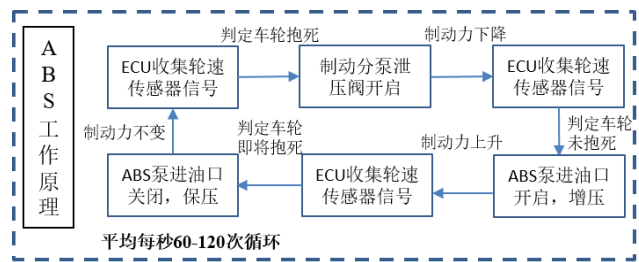 ABS工作原理
判定车轮抱死
制动力下降
ECU收集轮速
传感器信号
制动分泵泄
压阀开启
ECU收集轮速
传感器信号
制动力不变
判定车轮
即将抱死
制动力上升
判定车轮
未抱死
ABS泵进油口
关闭，保压
ECU收集轮速
传感器信号
ABS泵进油口
开启，增压
平均每秒60-120次循环